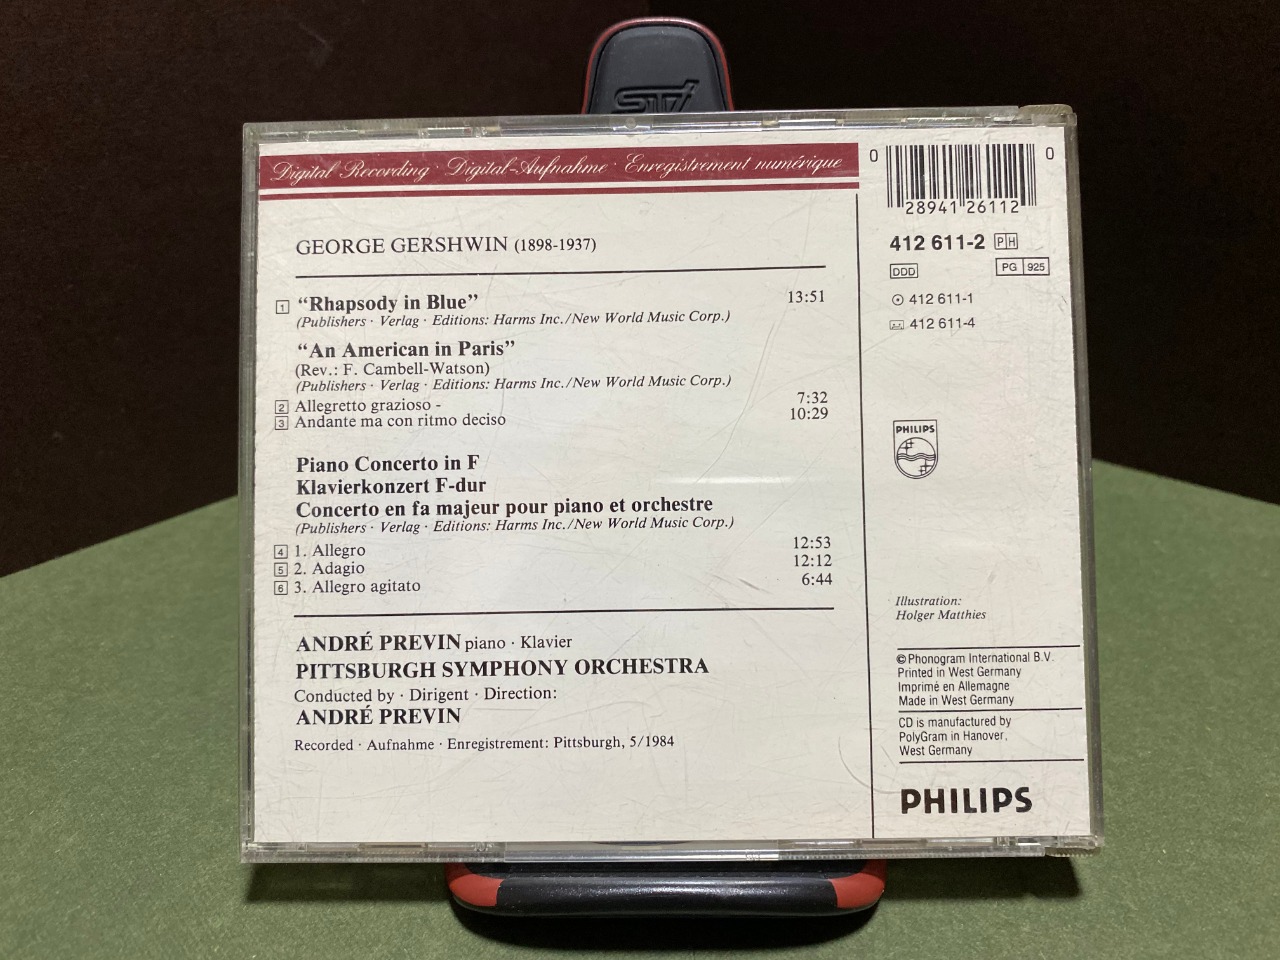 STI
Digital Recording · Digital-Aufnahme · Enregistrement numérique
GEORGE GERSHWIN (1898-1937)
1 “Rhapsody in Blue” 13:51
(Publishers · Verlag · Editions: Harms Inc./New World Music Corp.)
“An American in Paris”
(Rev.: F. Cambell-Watson)
(Publishers · Verlag · Editions: Harms Inc./New World Music Corp.)
2 Allegretto grazioso - 7:32
3 Andante ma con ritmo deciso 10:29
Piano Concerto in F
Klavierkonzert F-dur
Concerto en fa majeur pour piano et orchestre
(Publishers · Verlag · Editions: Harms Inc./New World Music Corp.)
4 1. Allegro 12:53
5 2. Adagio 12:12
6 3. Allegro agitato 6:44
ANDRÉ PREVIN piano · Klavier
PITTSBURGH SYMPHONY ORCHESTRA
Conducted by · Dirigent · Direction:
ANDRÉ PREVIN
Recorded · Aufnahme · Enregistrement: Pittsburgh, 5/1984
0 28941 26112 0
412 611-2 PH
DDD PG 925
412 611-1
412 611-4
PHILIPS
Illustration:
Holger Matthies
© Phonogram International B.V.
Printed in West Germany
Imprimé en Allemagne
Made in West Germany
CD is manufactured by
PolyGram in Hanover,
West Germany
PHILIPS